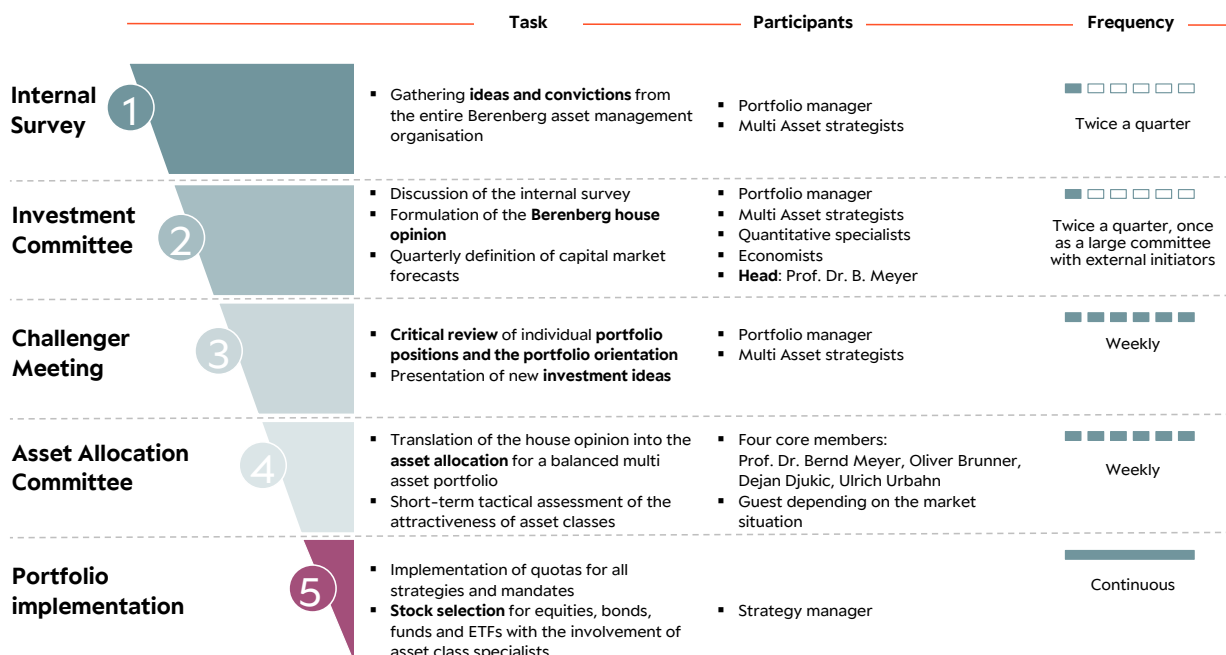 Task
Participants
Frequency
Internal
Survey
1
▪ Gathering ideas and convictions from
the entire Berenberg asset management
organisation
▪ Portfolio manager
▪ Multi Asset strategists
Twice a quarter
Investment
Committee
2
▪ Discussion of the internal survey
▪ Formulation of the Berenberg house
opinion
▪ Quarterly definition of capital market
forecasts
▪ Portfolio manager
▪ Multi Asset strategists
▪ Quantitative specialists
▪ Economists
▪ Head: Prof. Dr. B. Meyer
Twice a quarter, once
as a large committee
with external initiators
Challenger
Meeting
3
▪ Critical review of individual portfolio
positions and the portfolio orientation
▪ Presentation of new investment ideas
▪ Portfolio manager
▪ Multi Asset strategists
Weekly
Asset Allocation
Committee
4
▪ Translation of the house opinion into the
asset allocation for a balanced multi
asset portfolio
▪ Short-term tactical assessment of the
attractiveness of asset classes
▪ Four core members:
Prof. Dr. Bernd Meyer, Oliver Brunner,
Dejan Djukic, Ulrich Urbahn
▪ Guest depending on the market
situation
Weekly
Portfolio
implementation
5
▪ Implementation of quotas for all
strategies and mandates
▪ Stock selection for equities, bonds,
funds and ETFs with the involvement of
asset class specialists
▪ Strategy manager
Continuous